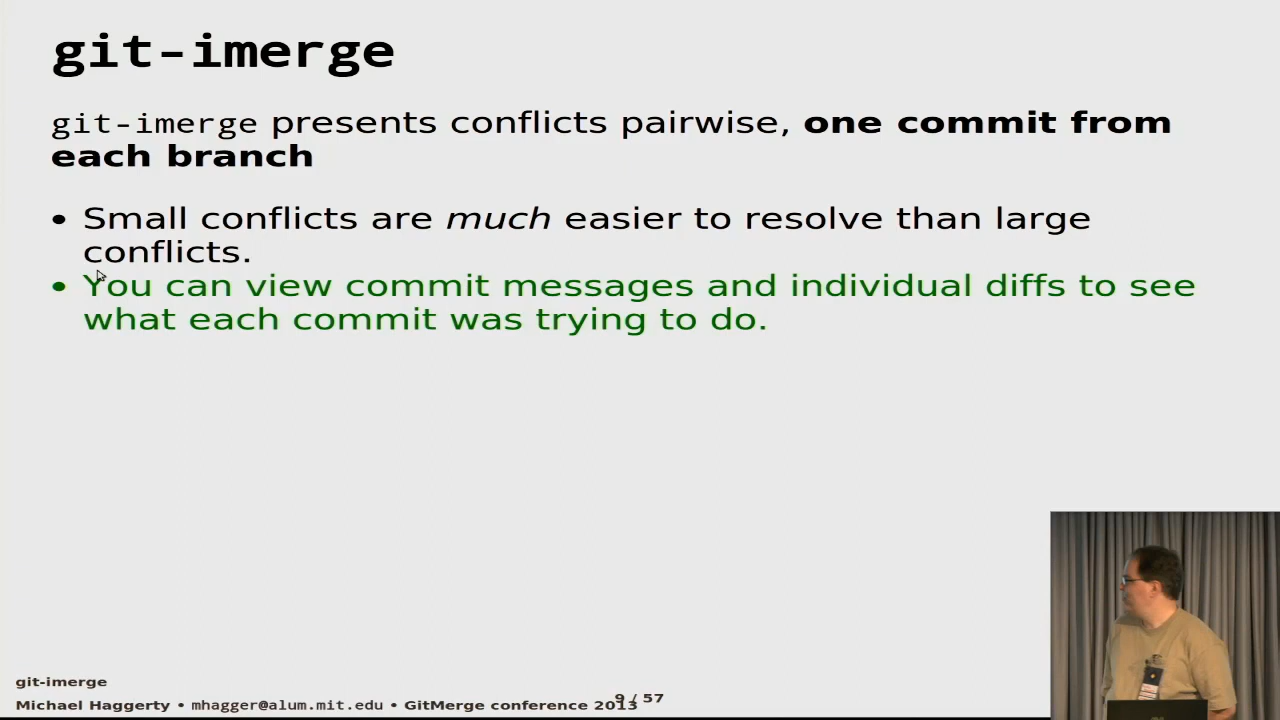 git-imerge
git-imerge presents conflicts pairwise, one commit from
each branch
• Small conflicts are much easier to resolve than large
conflicts.
• You can view commit messages and individual diffs to see
what each commit was trying to do.
git-imerge
Michael Haggerty • mhagger@alum.mit.edu • GitMerge conference 2013
9 / 57